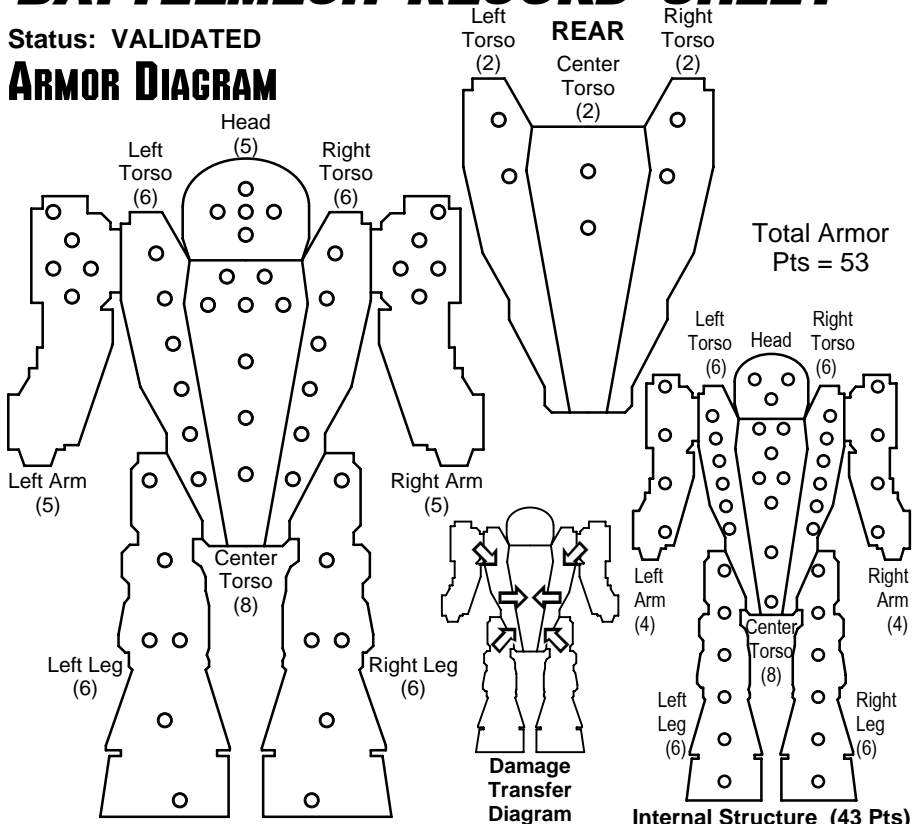 BATTLEMECH RECORD SHEET
Status: VALIDATED
ARMOR DIAGRAM
Head
(5)
Left
Torso
(6)
Right
Torso
(6)
Left Arm
(5)
Right Arm
(5)
Center
Torso
(8)
Left Leg
(6)
Right Leg
(6)
REAR
Left
Torso
(2)
Center
Torso
(2)
Right
Torso
(2)
Total Armor
Pts = 53
Left
Torso
(6)
Head
Right
Torso
(6)
Left
Arm
(4)
Right
Arm
(4)
Center
Torso
(8)
Left
Leg
(6)
Right
Leg
(6)
Damage
Transfer
Diagram
Internal Structure (43 Pts)